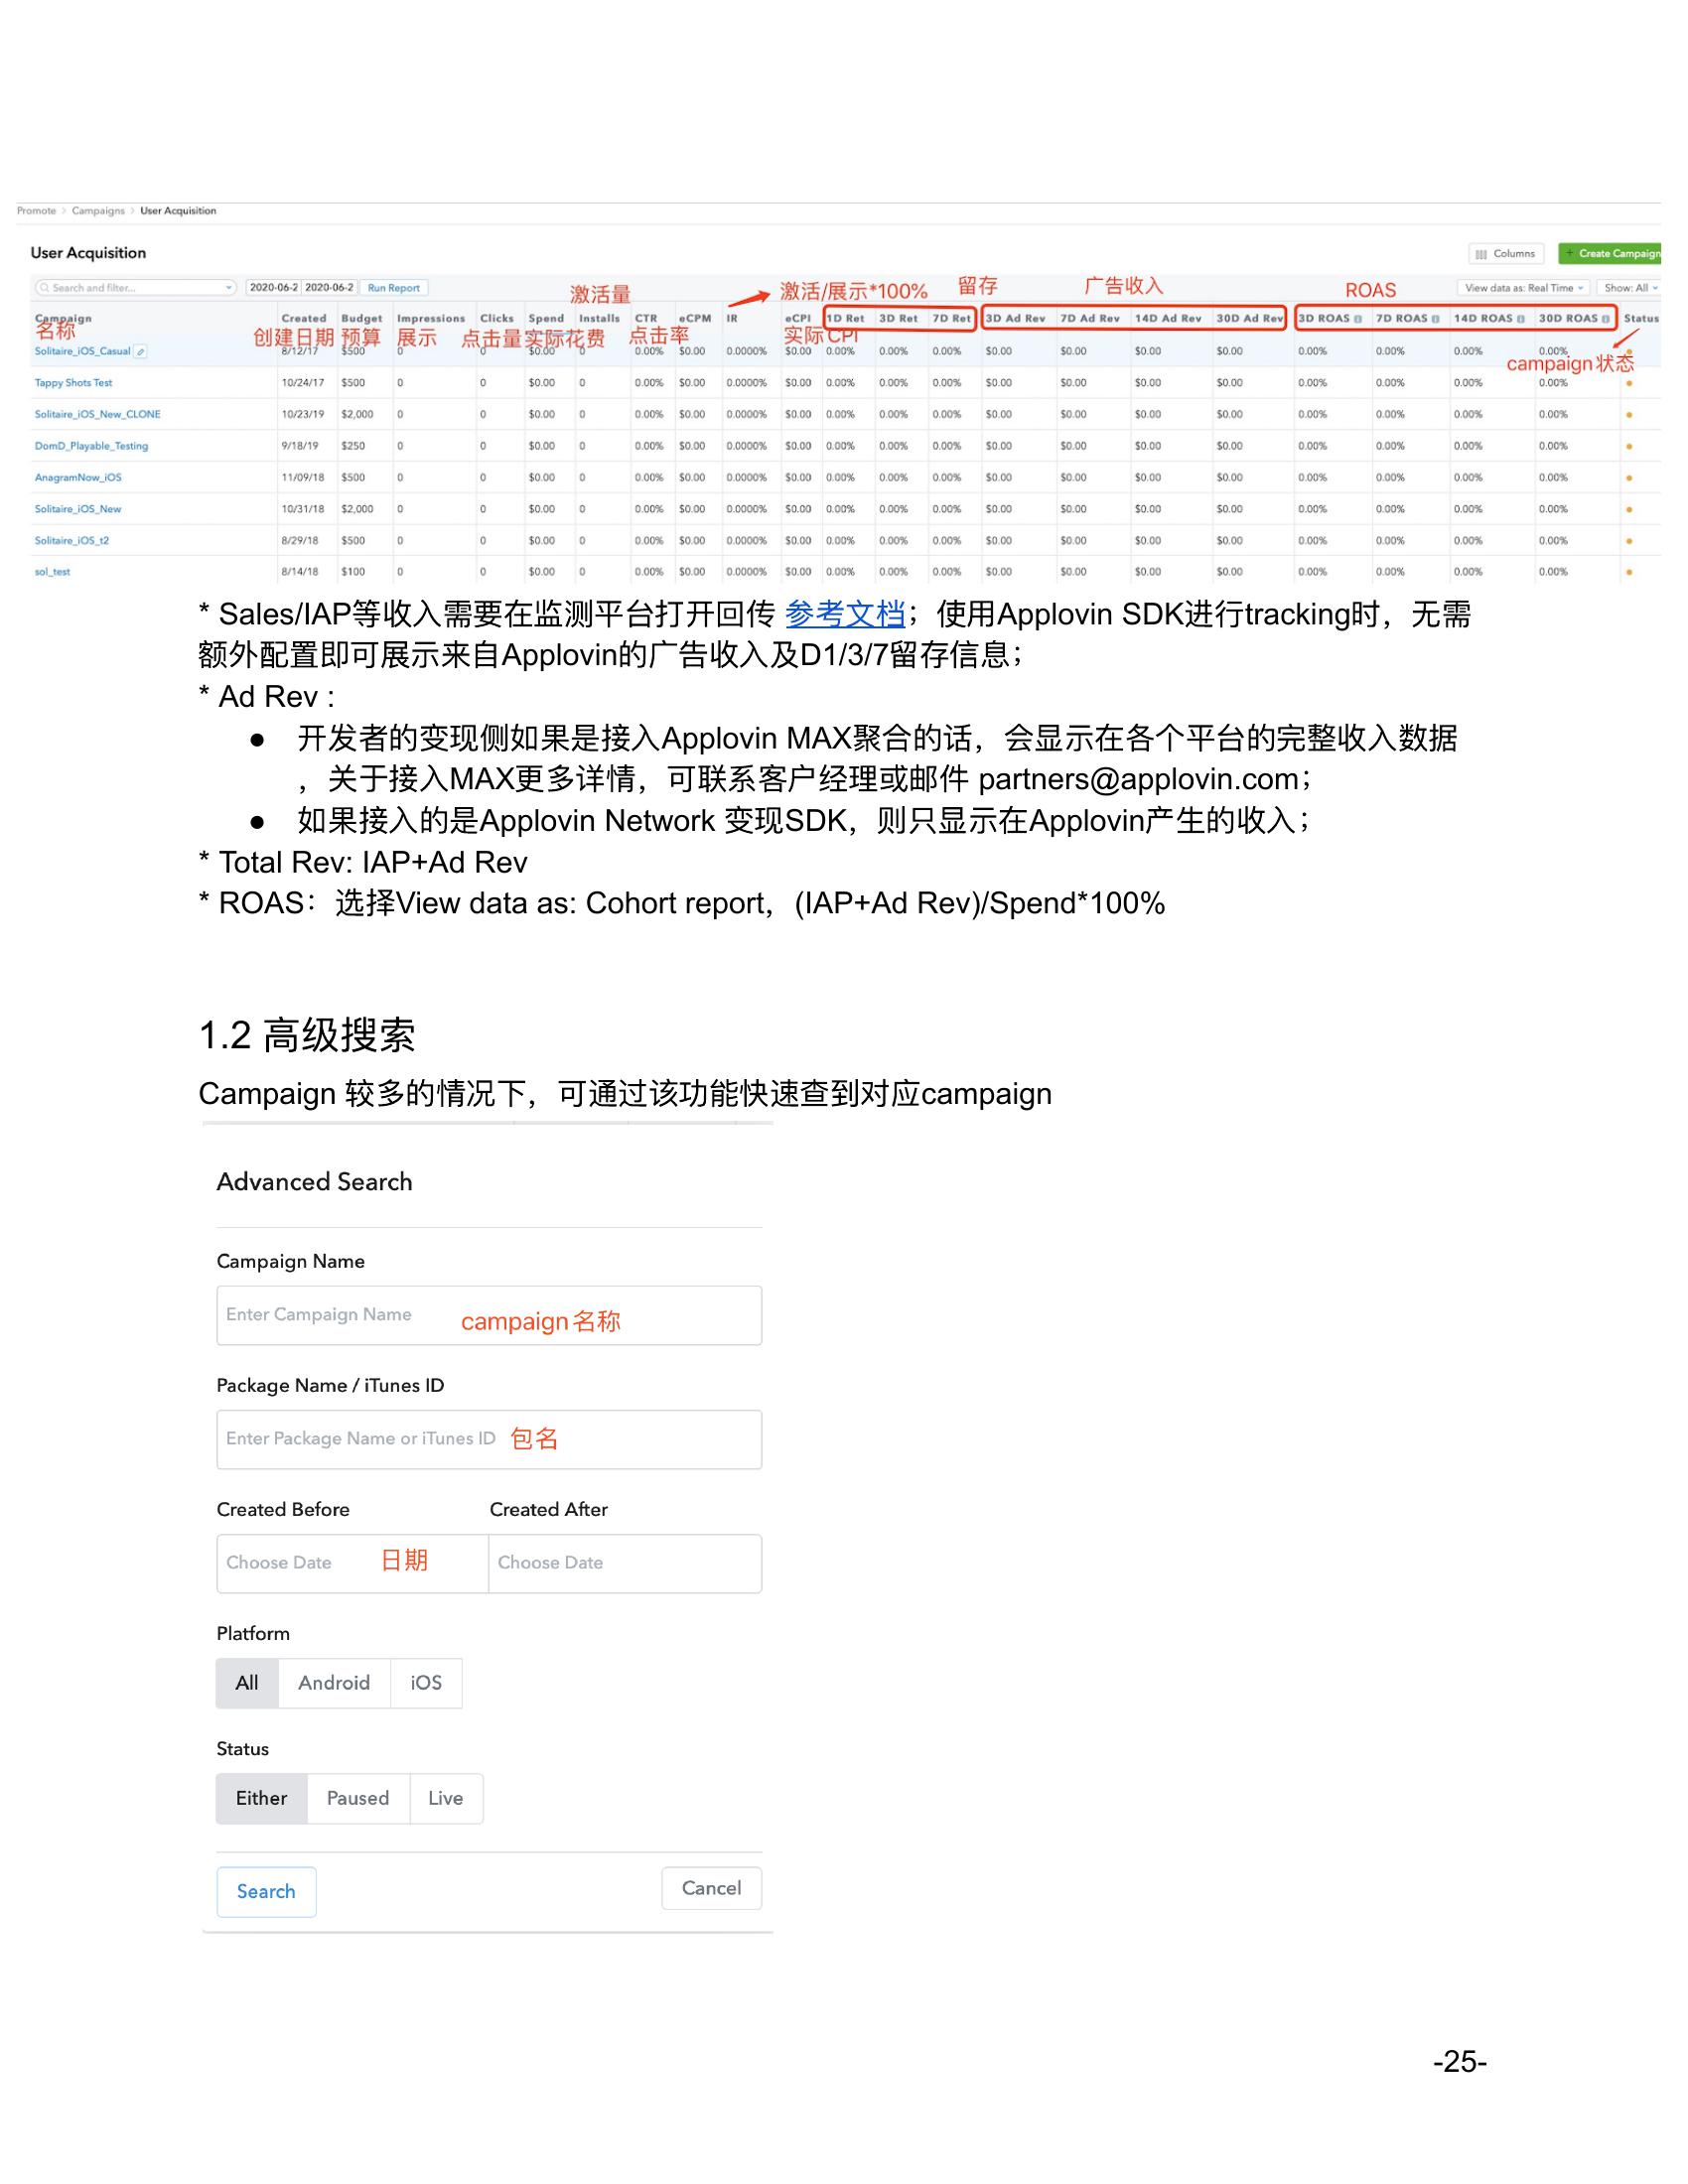 Promote > Campaigns > User Acquisition
User Acquisition
Columns + Create Campaign
Search and filter... 2020-06-2 2020-06-2 Run Report 激活量 激活/展示*100% 留存 广告收入 ROAS View data as: Real Time Show: All
Campaign Created Budget Impressions Clicks Spend Installs CTR eCPM IR eCPI 1D Ret 3D Ret 7D Ret 3D Ad Rev 7D Ad Rev 14D Ad Rev 30D Ad Rev 3D ROAS 7D ROAS 14D ROAS 30D ROAS Status
名称 创建日期 预算 展示 点击量 实际花费 点击率 实际CPI
Solitaire_iOS_Casual 8/12/17 $500 0 0 $0.00 0 0.00% $0.00 0.0000% $0.00 0.00% 0.00% 0.00% $0.00 $0.00 $0.00 $0.00 0.00% 0.00% 0.00% 0.00%
campaign状态
Tappy Shots Test 10/24/17 $500 0 0 $0.00 0 0.00% $0.00 0.0000% $0.00 0.00% 0.00% 0.00% $0.00 $0.00 $0.00 $0.00 0.00% 0.00% 0.00% 0.00%
Solitaire_iOS_New_CLONE 10/23/19 $2,000 0 0 $0.00 0 0.00% $0.00 0.0000% $0.00 0.00% 0.00% 0.00% $0.00 $0.00 $0.00 $0.00 0.00% 0.00% 0.00% 0.00%
DomD_Playable_Testing 9/18/19 $250 0 0 $0.00 0 0.00% $0.00 0.0000% $0.00 0.00% 0.00% 0.00% $0.00 $0.00 $0.00 $0.00 0.00% 0.00% 0.00% 0.00%
AnagramNow_iOS 11/09/18 $500 0 0 $0.00 0 0.00% $0.00 0.0000% $0.00 0.00% 0.00% 0.00% $0.00 $0.00 $0.00 $0.00 0.00% 0.00% 0.00% 0.00%
Solitaire_iOS_New 10/31/18 $2,000 0 0 $0.00 0 0.00% $0.00 0.0000% $0.00 0.00% 0.00% 0.00% $0.00 $0.00 $0.00 $0.00 0.00% 0.00% 0.00% 0.00%
Solitaire_iOS_t2 8/29/18 $500 0 0 $0.00 0 0.00% $0.00 0.0000% $0.00 0.00% 0.00% 0.00% $0.00 $0.00 $0.00 $0.00 0.00% 0.00% 0.00% 0.00%
sol_test 8/14/18 $100 0 0 $0.00 0 0.00% $0.00 0.0000% $0.00 0.00% 0.00% 0.00% $0.00 $0.00 $0.00 $0.00 0.00% 0.00% 0.00% 0.00%
* Sales/IAP等收入需要在监测平台打开回传 参考文档；使用Applovin SDK进行tracking时，无需
额外配置即可展示来自Applovin的广告收入及D1/3/7留存信息；
* Ad Rev :
● 开发者的变现侧如果是接入Applovin MAX聚合的话，会显示在各个平台的完整收入数据
，关于接入MAX更多详情，可联系客户经理或邮件 partners@applovin.com；
● 如果接入的是Applovin Network 变现SDK，则只显示在Applovin产生的收入；
* Total Rev: IAP+Ad Rev
* ROAS：选择View data as: Cohort report，(IAP+Ad Rev)/Spend*100%
1.2 高级搜索
Campaign 较多的情况下，可通过该功能快速查到对应campaign
Advanced Search
Campaign Name
Enter Campaign Name campaign名称
Package Name / iTunes ID
Enter Package Name or iTunes ID 包名
Created Before Created After
Choose Date 日期 Choose Date
Platform
All Android iOS
Status
Either Paused Live
Search Cancel
-25-